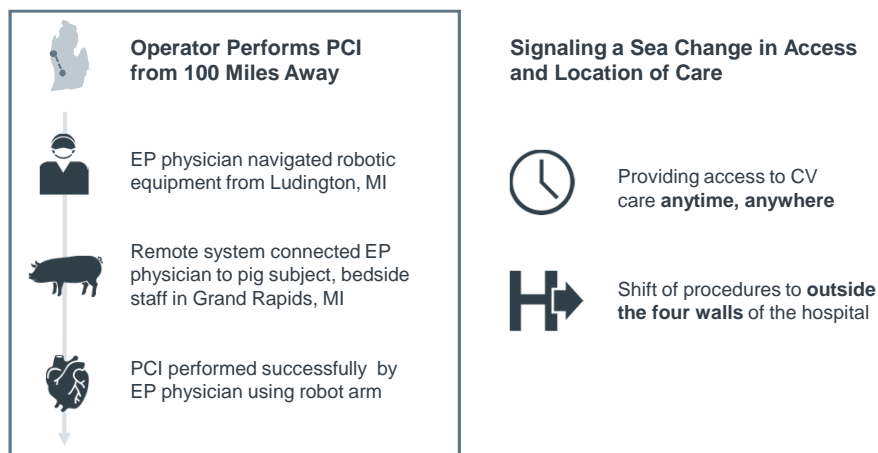 Operator Performs PCI
from 100 Miles Away
EP physician navigated robotic
equipment from Ludington, MI
Remote system connected EP
physician to pig subject, bedside
staff in Grand Rapids, MI
PCI performed successfully by
EP physician using robot arm
Signaling a Sea Change in Access
and Location of Care
Providing access to CV
care anytime, anywhere
Shift of procedures to outside
the four walls of the hospital